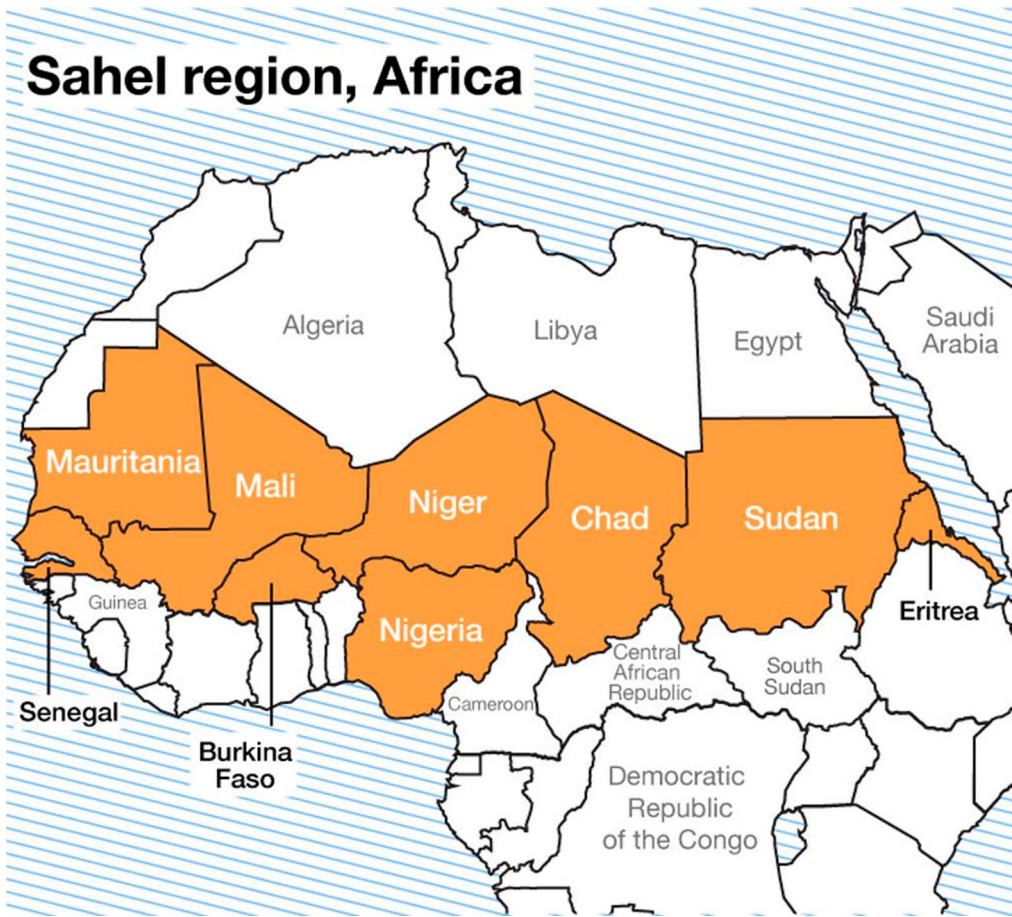 Sahel region, Africa
Algeria
Libya
Egypt
Saudi
Arabia
Mauritania
Mali
Niger
Chad
Sudan
Guinea
Nigeria
Eritrea
Central
African
Republic
South
Sudan
Cameroon
Senegal
Burkina
Faso
Democratic
Republic
of the Congo